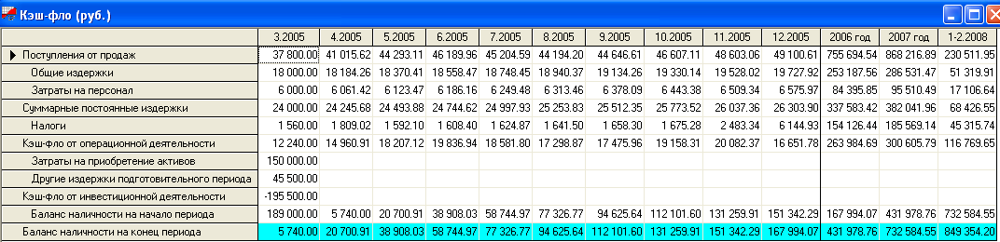 Кэш-фло (руб.)
3.2005 4.2005 5.2005 6.2005 7.2005 8.2005 9.2005 10.2005 11.2005 12.2005 2006 год 2007 год 1-2.2008
Поступления от продаж 37 800.00 41 015.62 44 293.11 46 189.96 45 204.59 44 194.20 44 646.61 46 607.11 48 603.06 49 100.61 755 694.54 868 216.89 230 511.95
Общие издержки 18 000.00 18 184.26 18 370.41 18 558.47 18 748.45 18 940.37 19 134.26 19 330.14 19 528.02 19 727.92 253 187.56 286 531.47 51 319.91
Затраты на персонал 6 000.00 6 061.42 6 123.47 6 186.16 6 249.48 6 313.46 6 378.09 6 443.38 6 509.34 6 575.97 84 395.85 95 510.49 17 106.64
Суммарные постоянные издержки 24 000.00 24 245.68 24 493.88 24 744.62 24 997.93 25 253.83 25 512.35 25 773.52 26 037.36 26 303.90 337 583.42 382 041.96 68 426.55
Налоги 1 560.00 1 809.02 1 592.10 1 608.40 1 624.87 1 641.50 1 658.30 1 675.28 2 483.34 6 144.93 154 126.44 185 569.14 45 315.74
Кэш-фло от операционной деятельности 12 240.00 14 960.91 18 207.12 19 836.94 18 581.80 17 298.87 17 475.96 19 158.31 20 082.37 16 651.78 263 984.69 300 605.79 116 769.65
Затраты на приобретение активов 150 000.00
Другие издержки подготовительного периода 45 500.00
Кэш-фло от инвестиционной деятельности -195 500.00
Баланс наличности на начало периода 189 000.00 5 740.00 20 700.91 38 908.03 58 744.97 77 326.77 94 625.64 112 101.60 131 259.91 151 342.29 167 994.07 431 978.76 732 584.55
Баланс наличности на конец периода 5 740.00 20 700.91 38 908.03 58 744.97 77 326.77 94 625.64 112 101.60 131 259.91 151 342.29 167 994.07 431 978.76 732 584.55 849 354.20